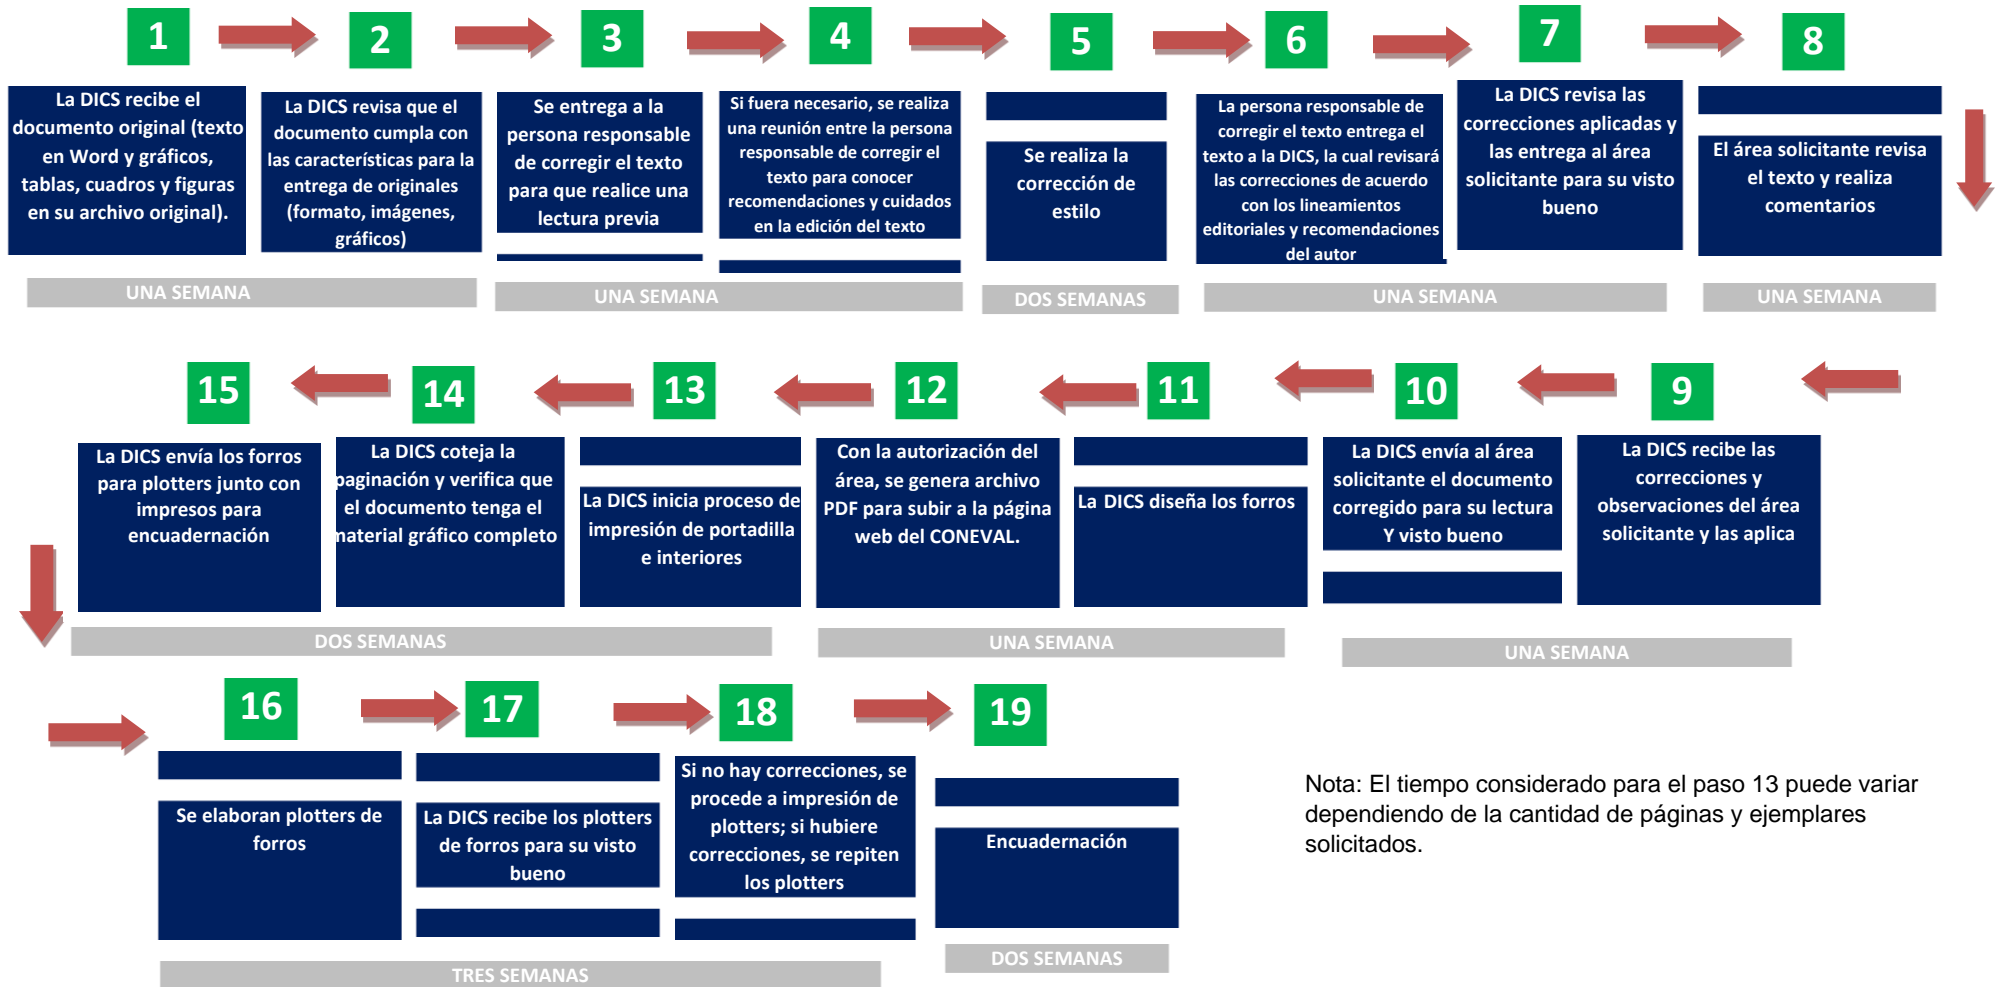 1
La DICS recibe el
documento original (texto
en Word y gráficos,
tablas, cuadros y figuras
en su archivo original).
2
La DICS revisa que el
documento cumpla con
las características para la
entrega de originales
(formato, imágenes,
gráficos)
UNA SEMANA
3
Se entrega a la
persona responsable
de corregir el texto
para que realice una
lectura previa
4
Si fuera necesario, se realiza
una reunión entre la persona
responsable de corregir el
texto para conocer
recomendaciones y cuidados
en la edición del texto
UNA SEMANA
5
Se realiza la
corrección de
estilo
DOS SEMANAS
6
La persona responsable de
corregir el texto entrega el
texto a la DICS, la cual revisará
las correcciones de acuerdo
con los lineamientos
editoriales y recomendaciones
del autor
7
La DICS revisa las
correcciones aplicadas y
las entrega al área
solicitante para su visto
bueno
UNA SEMANA
8
El área solicitante revisa
el texto y realiza
comentarios
UNA SEMANA
9
La DICS recibe las
correcciones y
observaciones del área
solicitante y las aplica
10
La DICS envía al área
solicitante el documento
corregido para su lectura
Y visto bueno
UNA SEMANA
11
La DICS diseña los forros
12
Con la autorización del
área, se genera archivo
PDF para subir a la página
web del CONEVAL.
UNA SEMANA
13
La DICS inicia proceso de
impresión de portadilla
e interiores
14
La DICS coteja la
paginación y verifica que
el documento tenga el
material gráfico completo
15
La DICS envía los forros
para plotters junto con
impresos para
encuadernación
DOS SEMANAS
16
Se elaboran plotters de
forros
17
La DICS recibe los plotters
de forros para su visto
bueno
18
Si no hay correcciones, se
procede a impresión de
plotters; si hubiere
correcciones, se repiten
los plotters
TRES SEMANAS
19
Encuadernación
DOS SEMANAS
Nota: El tiempo considerado para el paso 13 puede variar
dependiendo de la cantidad de páginas y ejemplares
solicitados.